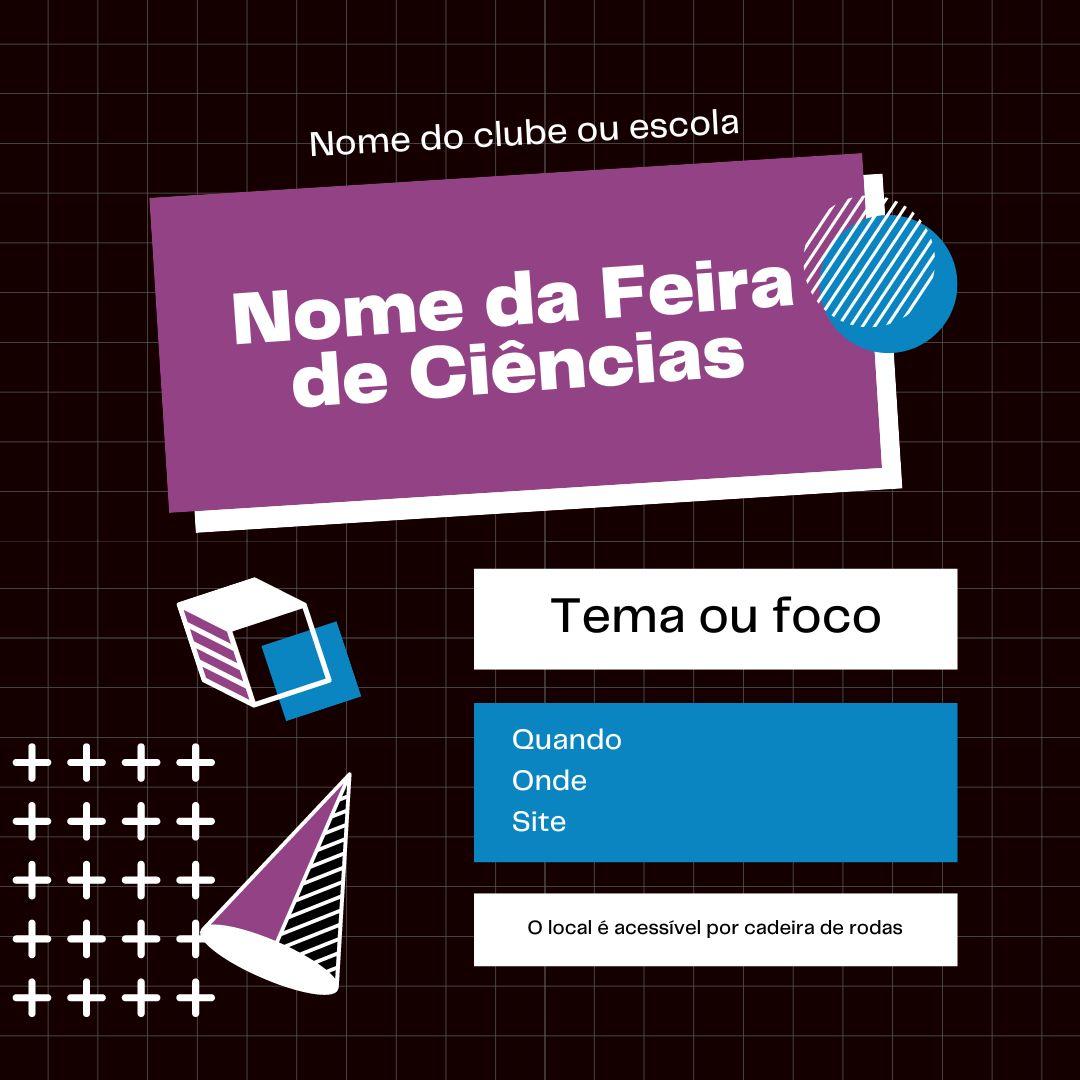 Nome do clube ou escola
Nome da Feira
de Ciências
Tema ou foco
Quando
Onde
Site
O local é acessível por cadeira de rodas